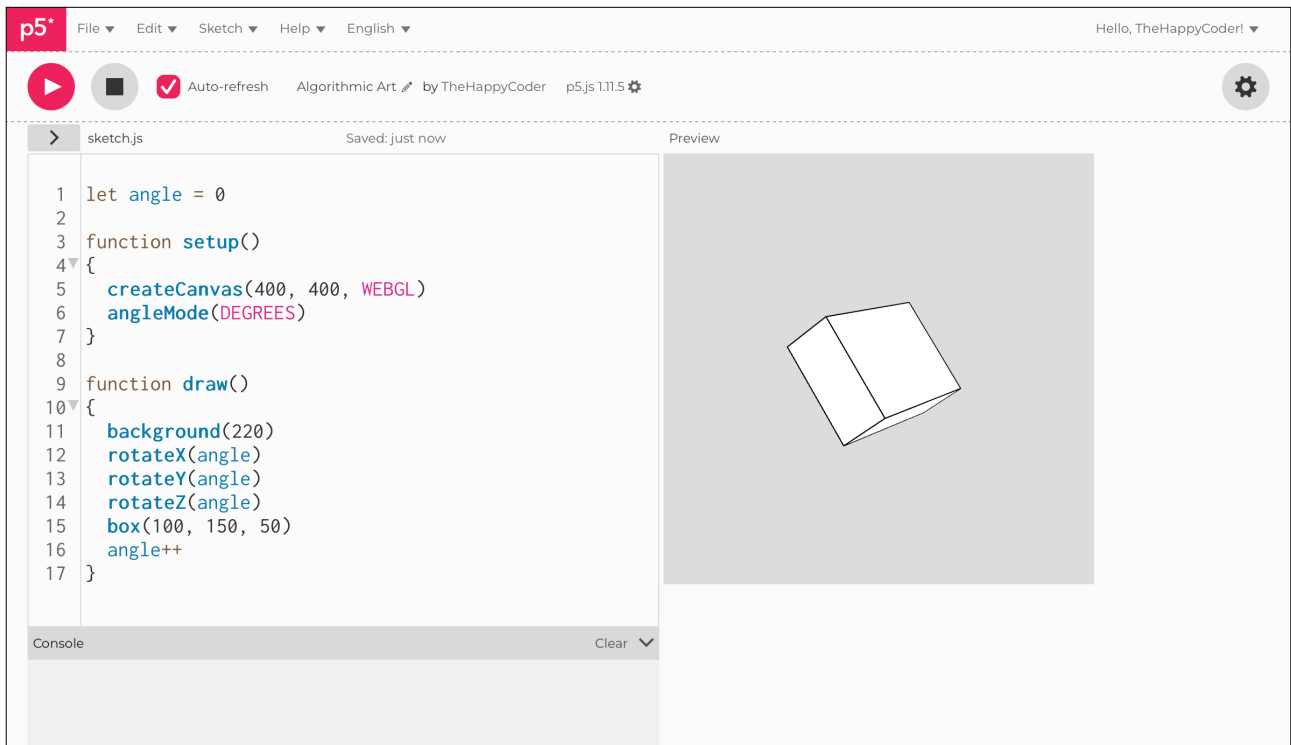 p5* File Edit Sketch Help English Hello, TheHappyCoder!
Auto-refresh Algorithmic Art by TheHappyCoder p5.js 1.11.5
sketch.js Saved: just now Preview
1 let angle = 0
2
3 function setup()
4 {
5 createCanvas(400, 400, WEBGL)
6 angleMode(DEGREES)
7 }
8
9 function draw()
10 {
11 background(220)
12 rotateX(angle)
13 rotateY(angle)
14 rotateZ(angle)
15 box(100, 150, 50)
16 angle++
17 }
Console Clear